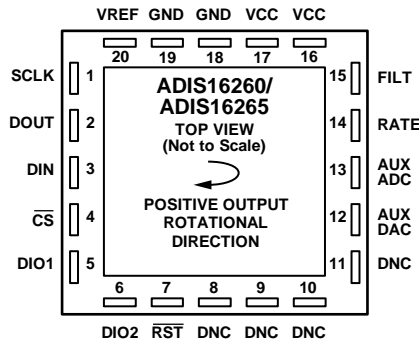 VREF GND GND VCC VCC
20 19 18 17 16
SCLK 1
DOUT 2
DIN 3
C̅S̅ 4
DIO1 5
ADIS16260/
ADIS16265
TOP VIEW
(Not to Scale)
POSITIVE OUTPUT
ROTATIONAL
DIRECTION
15 FILT
14 RATE
13 AUX
ADC
12 AUX
DAC
11 DNC
6 7 8 9 10
DIO2 R̅S̅T̅ DNC DNC DNC